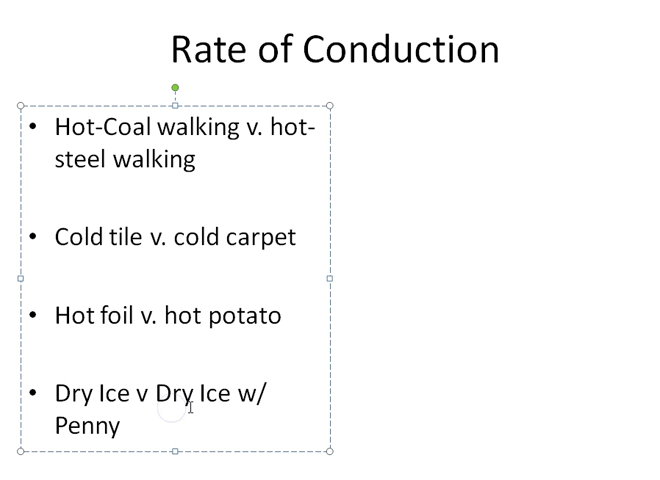 Rate of Conduction
• Hot-Coal walking v. hot-
steel walking
• Cold tile v. cold carpet
• Hot foil v. hot potato
• Dry Ice v Dry Ice w/
Penny